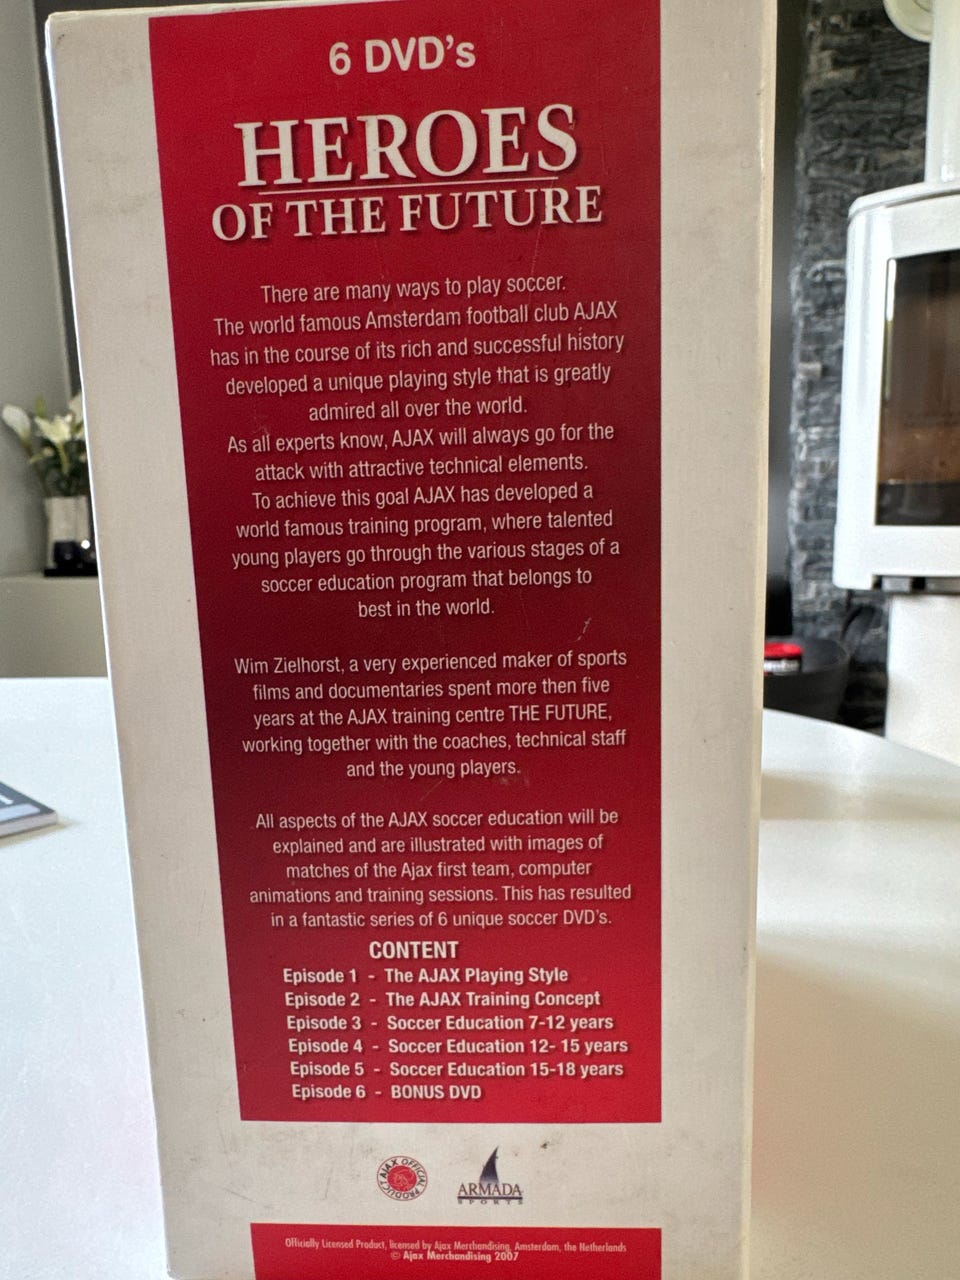 6 DVD's
HEROES
OF THE FUTURE
There are many ways to play soccer.
The world famous Amsterdam football club AJAX
has in the course of its rich and successful history
developed a unique playing style that is greatly
admired all over the world.
As all experts know, AJAX will always go for the
attack with attractive technical elements.
To achieve this goal AJAX has developed a
world famous training program, where talented
young players go through the various stages of a
soccer education program that belongs to
best in the world.
Wim Zielhorst, a very experienced maker of sports
films and documentaries spent more then five
years at the AJAX training centre THE FUTURE,
working together with the coaches, technical staff
and the young players.
All aspects of the AJAX soccer education will be
explained and are illustrated with images of
matches of the Ajax first team, computer
animations and training sessions. This has resulted
in a fantastic series of 6 unique soccer DVD's.
CONTENT
Episode 1 - The AJAX Playing Style
Episode 2 - The AJAX Training Concept
Episode 3 - Soccer Education 7-12 years
Episode 4 - Soccer Education 12- 15 years
Episode 5 - Soccer Education 15-18 years
Episode 6 - BONUS DVD
AJAX OFFICIAL PRODUCT
ARMADA
SPORTS
Officially Licensed Product, licensed by Ajax Merchandising, Amsterdam, the Netherlands
© Ajax Merchandising 2007